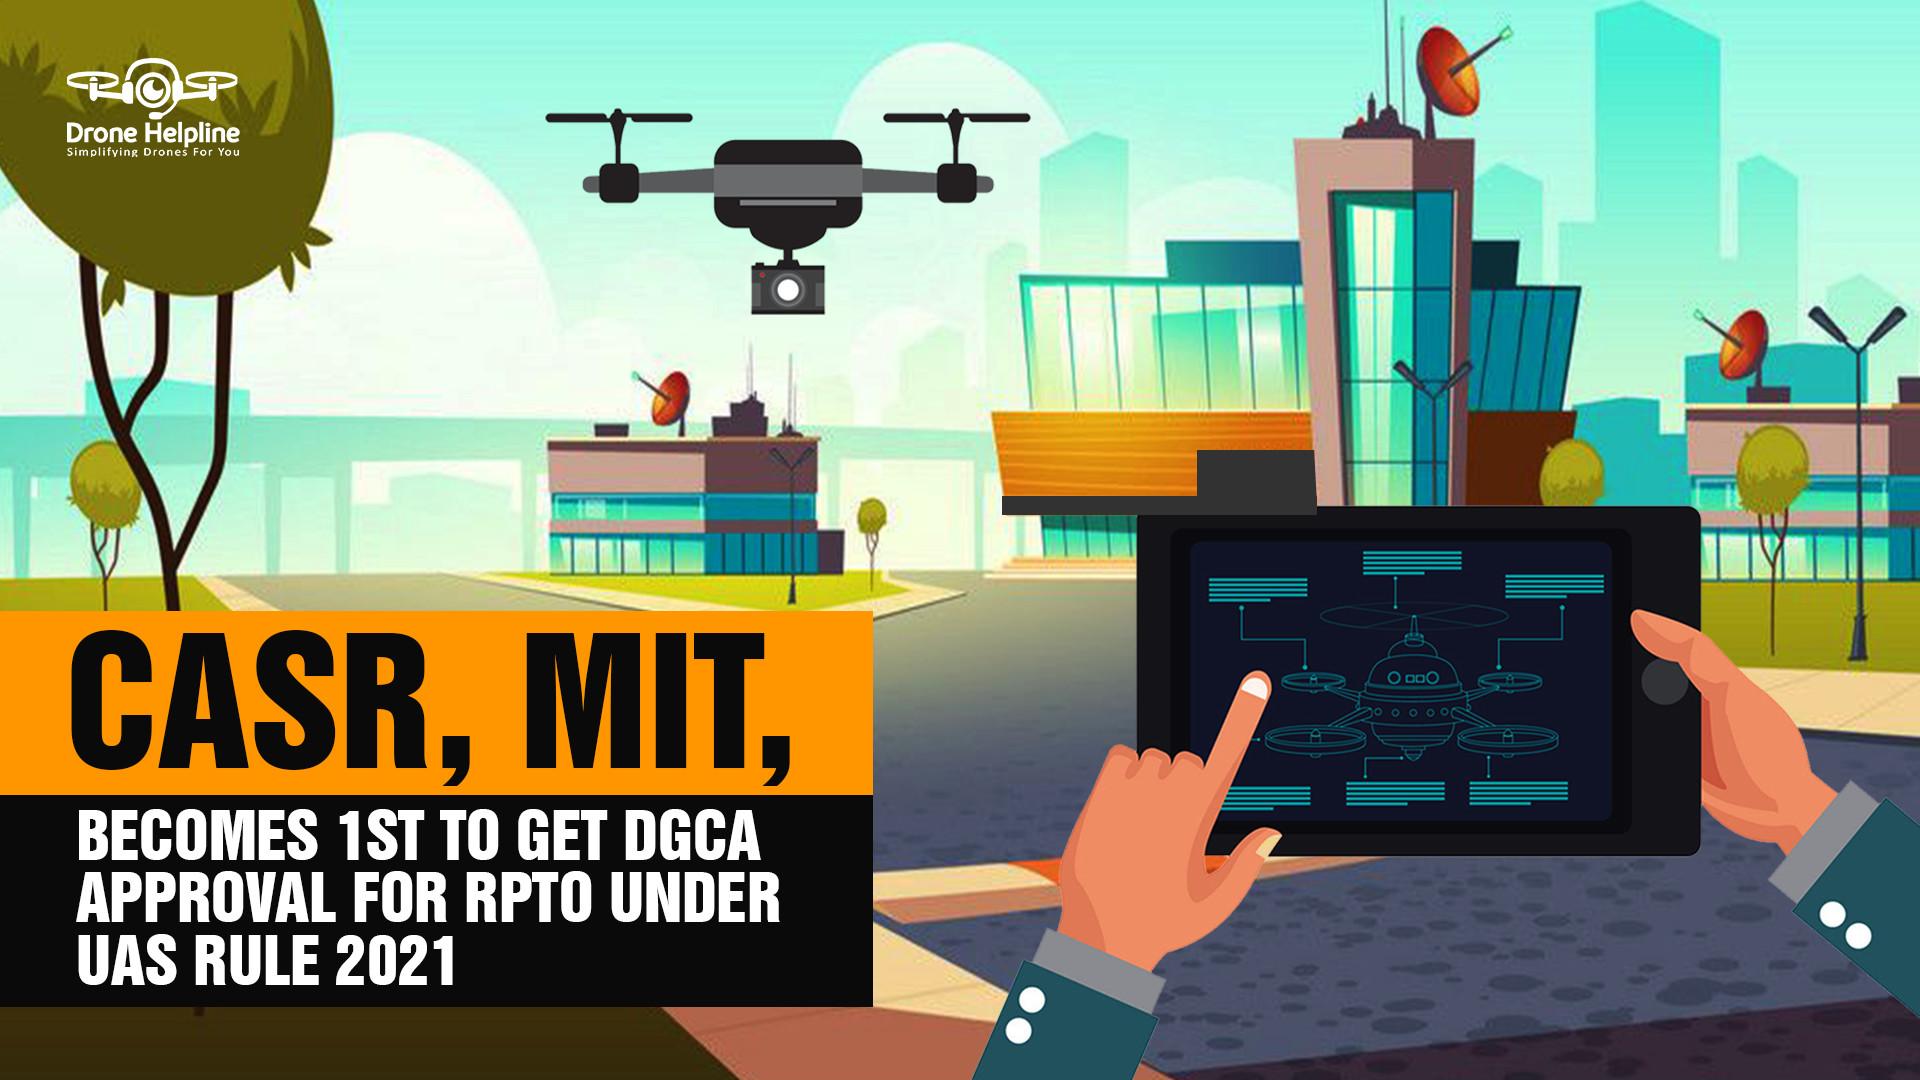 Drone Helpline
Simplifying Drones For You
CASR, MIT,
BECOMES 1ST TO GET DGCA
APPROVAL FOR RPTO UNDER
UAS RULE 2021